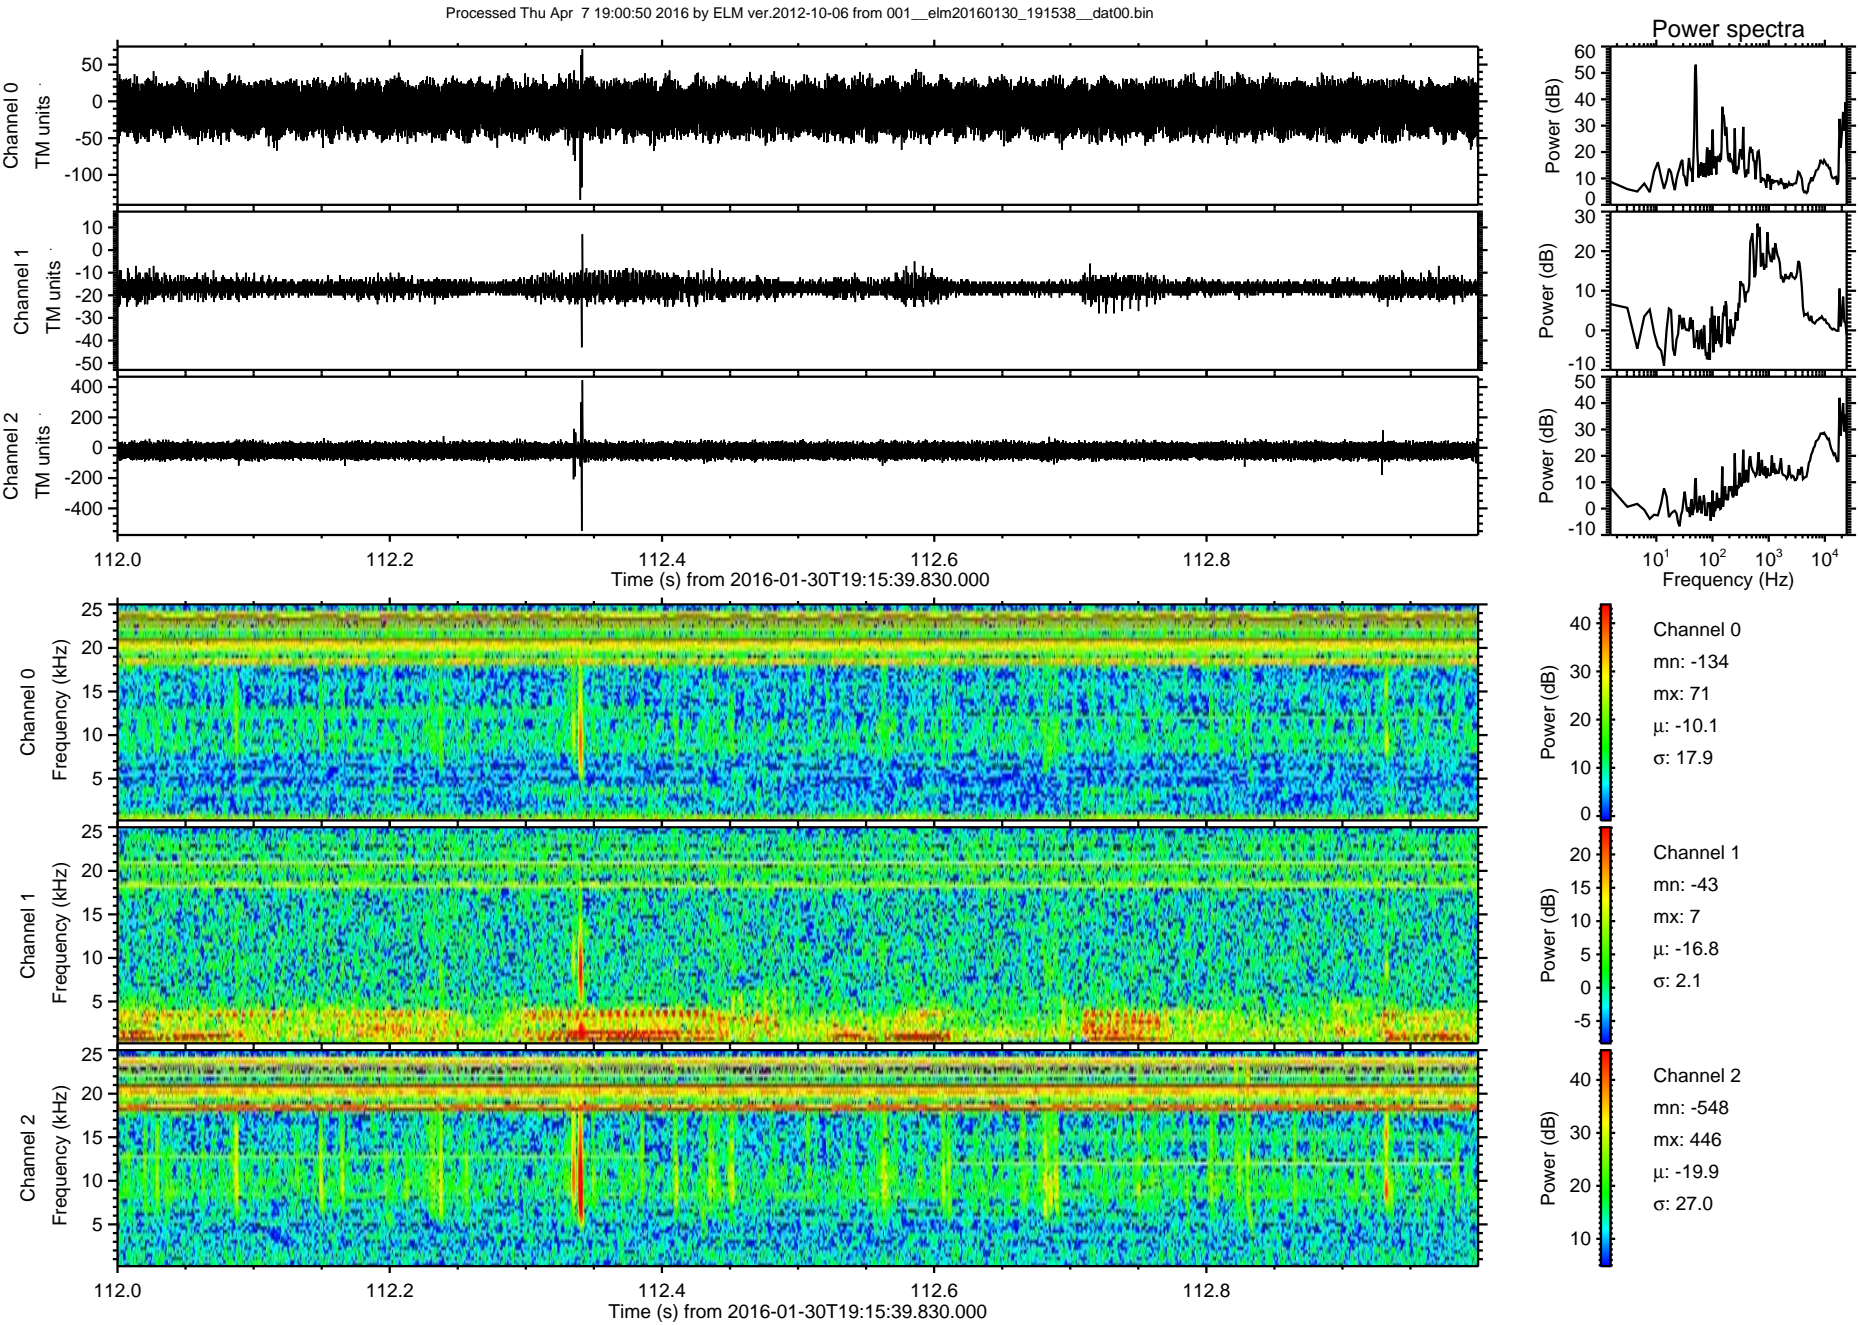 Processed Thu Apr 7 19:00:50 2016 by ELM ver.2012-10-06 from 001__elm20160130_191538__dat00.bin
Power spectra
Channel 0
TM units
50
0
-50
-100
Power (dB)
60
50
40
30
20
10
0
Channel 1
TM units
10
0
-10
-20
-30
-40
-50
Power (dB)
30
20
10
0
-10
Channel 2
TM units
400
200
0
-200
-400
Power (dB)
50
40
30
20
10
0
-10
112.0 112.2 112.4 112.6 112.8
Time (s) from 2016-01-30T19:15:39.830.000
10¹ 10² 10³ 10⁴
Frequency (Hz)
Channel 0
Frequency (kHz)
25
20
15
10
5
Power (dB)
40
30
20
10
0
Channel 0
mn: -134
mx: 71
μ: -10.1
σ: 17.9
Channel 1
Frequency (kHz)
25
20
15
10
5
Power (dB)
20
15
10
5
0
-5
Channel 1
mn: -43
mx: 7
μ: -16.8
σ: 2.1
Channel 2
Frequency (kHz)
25
20
15
10
5
Power (dB)
40
30
20
10
Channel 2
mn: -548
mx: 446
μ: -19.9
σ: 27.0
112.0 112.2 112.4 112.6 112.8
Time (s) from 2016-01-30T19:15:39.830.000